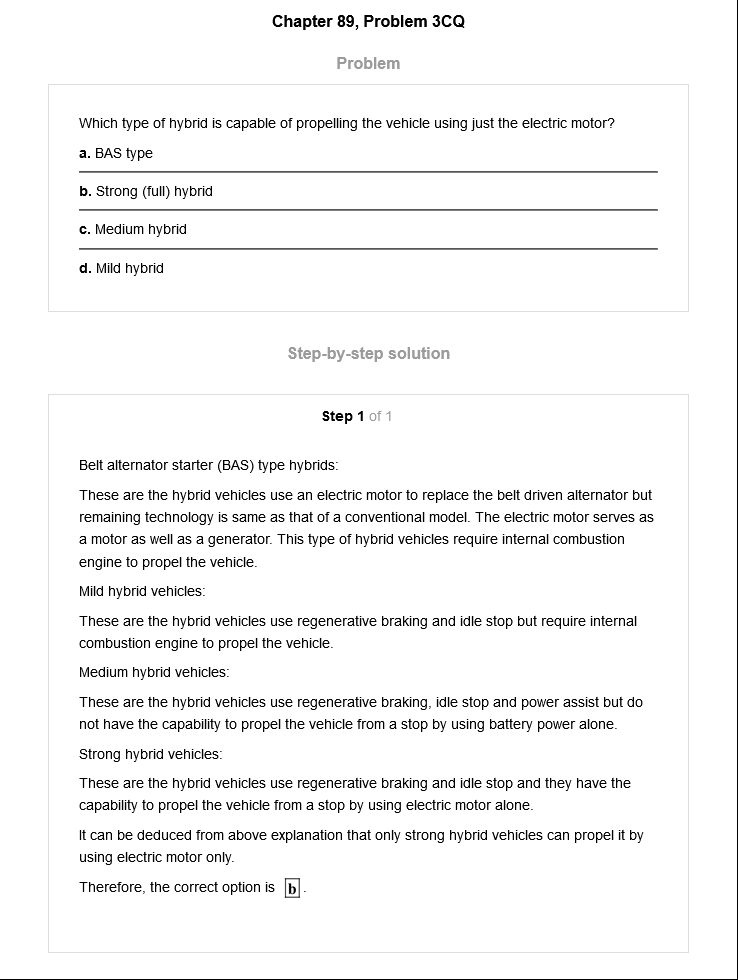 Chapter 89, Problem 3CQ
Problem
Which type of hybrid is capable of propelling the vehicle using just the electric motor?
a. BAS type
b. Strong (full) hybrid
c. Medium hybrid
d. Mild hybrid
Step-by-step solution
Step 1 of 1
Belt alternator starter (BAS) type hybrids:
These are the hybrid vehicles use an electric motor to replace the belt driven alternator but
remaining technology is same as that of a conventional model. The electric motor serves as
a motor as well as a generator. This type of hybrid vehicles require internal combustion
engine to propel the vehicle.
Mild hybrid vehicles:
These are the hybrid vehicles use regenerative braking and idle stop but require internal
combustion engine to propel the vehicle.
Medium hybrid vehicles:
These are the hybrid vehicles use regenerative braking, idle stop and power assist but do
not have the capability to propel the vehicle from a stop by using battery power alone.
Strong hybrid vehicles:
These are the hybrid vehicles use regenerative braking and idle stop and they have the
capability to propel the vehicle from a stop by using electric motor alone.
It can be deduced from above explanation that only strong hybrid vehicles can propel it by
using electric motor only.
Therefore, the correct option is b .